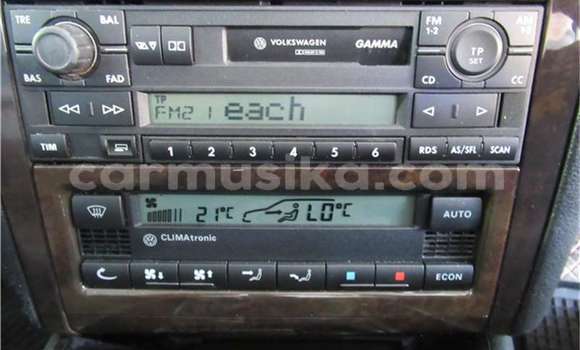 TRE BAL
BAS FAD
VOLKSWAGEN GAMMA
FM 1-2
AM
TP SET
CD CC
TP
FM2 1 each
TIM
1 2 3 4 5 6
RDS AS/SFL SCAN
carmusika.com
21°C LO°C
AUTO
CLIMAtronic
ECON